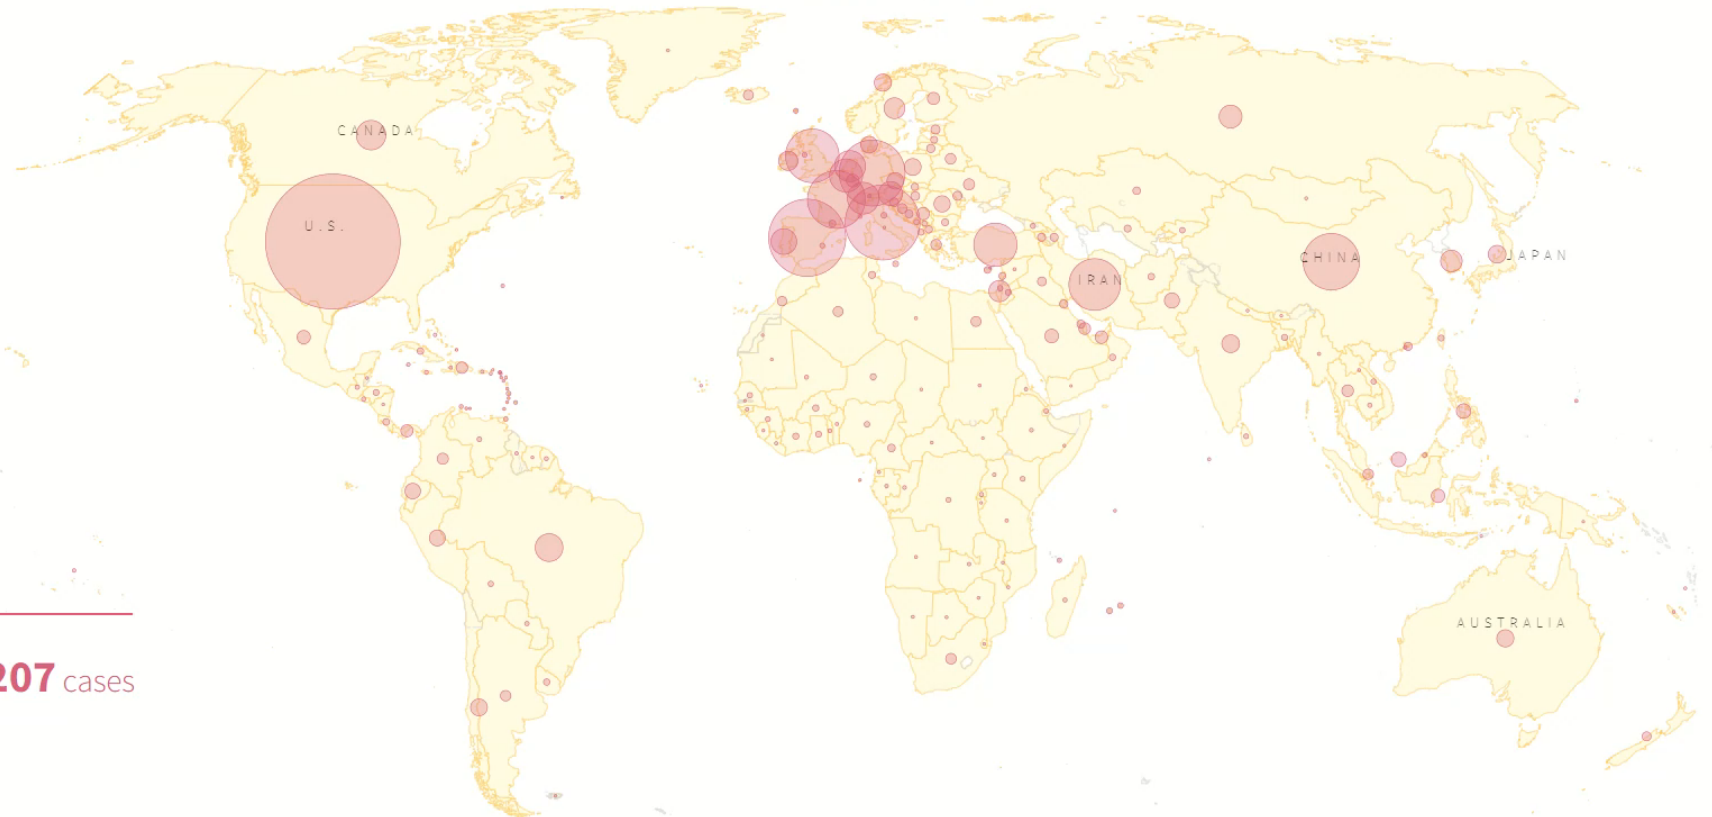 CANADA
U.S.
CHINA
JAPAN
IRAN
AUSTRALIA
207 cases